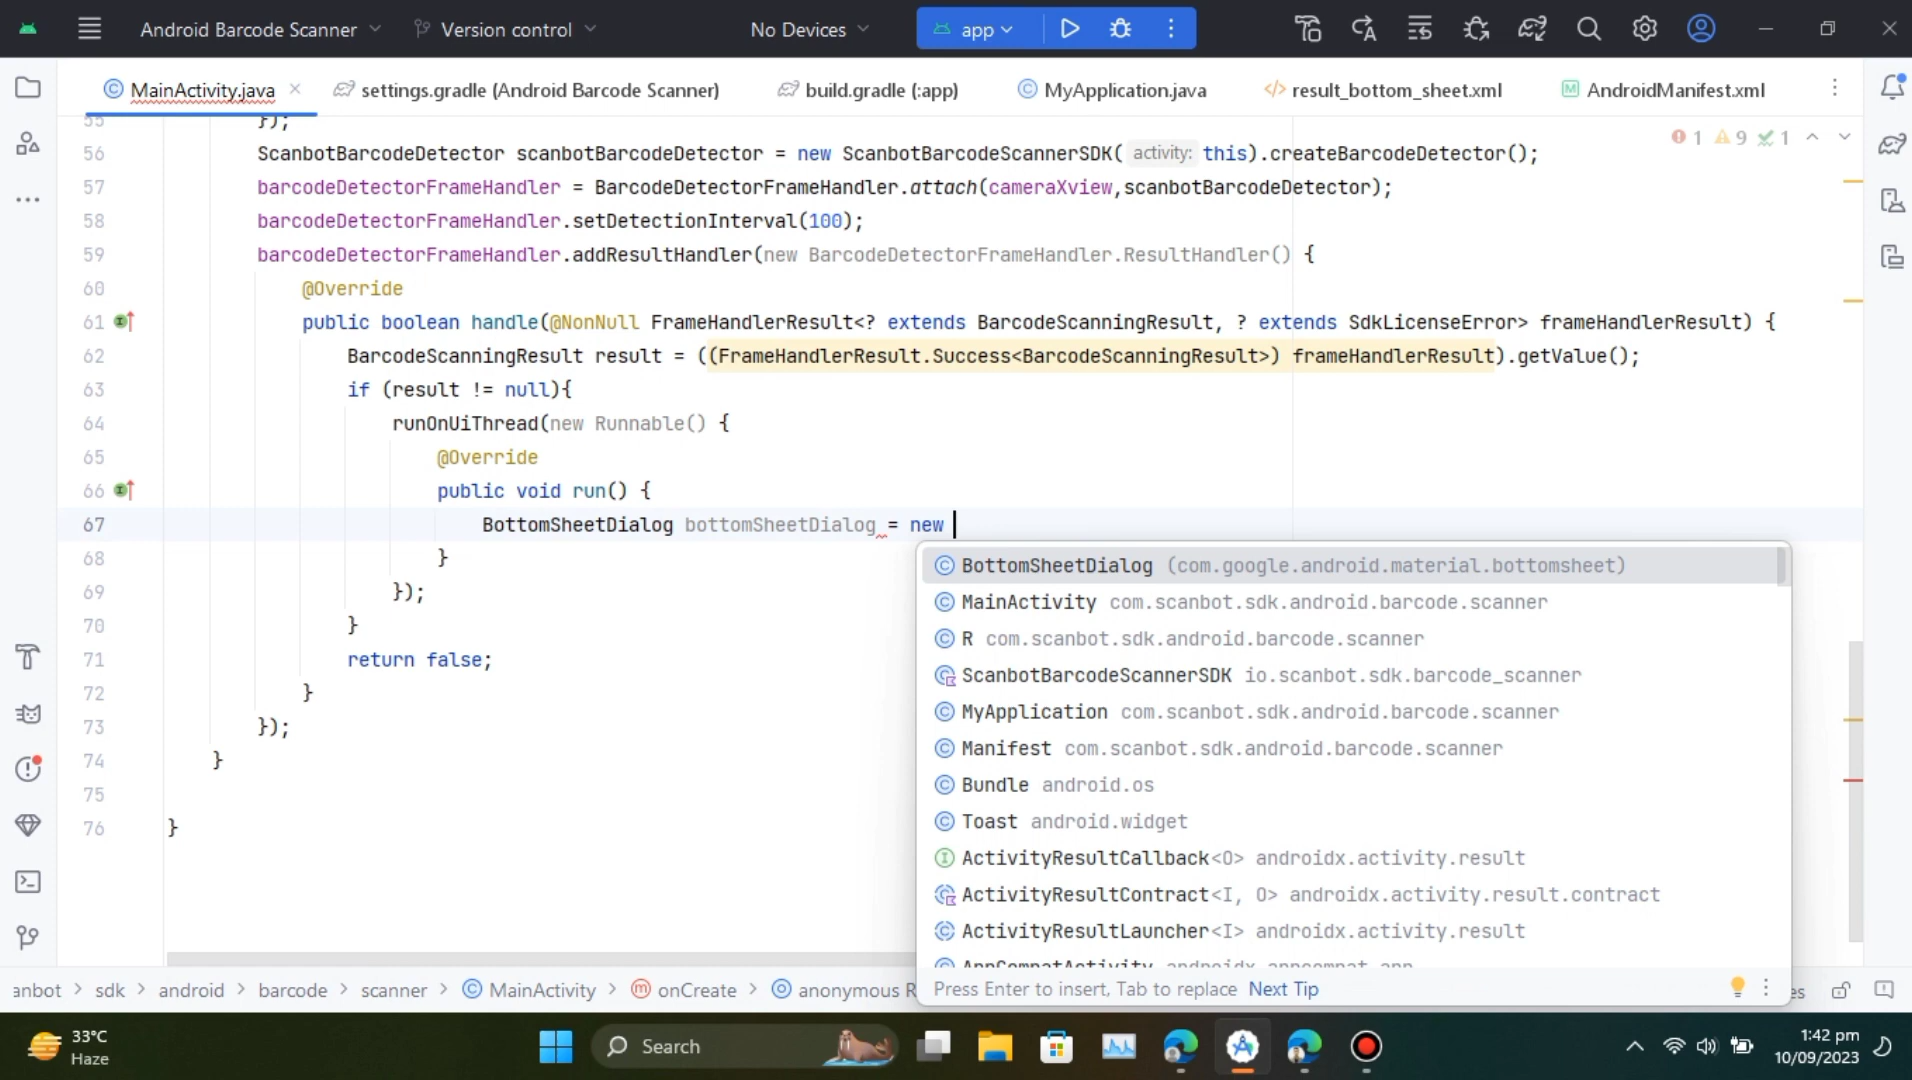 Android Barcode Scanner
Version control
No Devices
app
MainActivity.java
settings.gradle (Android Barcode Scanner)
build.gradle (:app)
MyApplication.java
result_bottom_sheet.xml
AndroidManifest.xml
55 });
1 9 1
56 ScanbotBarcodeDetector scanbotBarcodeDetector = new ScanbotBarcodeScannerSDK( activity: this).createBarcodeDetector();
57 barcodeDetectorFrameHandler = BarcodeDetectorFrameHandler.attach(cameraXview,scanbotBarcodeDetector);
58 barcodeDetectorFrameHandler.setDetectionInterval(100);
59 barcodeDetectorFrameHandler.addResultHandler(new BarcodeDetectorFrameHandler.ResultHandler() {
60 @Override
61 public boolean handle(@NonNull FrameHandlerResult<? extends BarcodeScanningResult, ? extends SdkLicenseError> frameHandlerResult) {
62 BarcodeScanningResult result = ((FrameHandlerResult.Success<BarcodeScanningResult>) frameHandlerResult).getValue();
63 if (result != null){
64 runOnUiThread(new Runnable() {
65 @Override
66 public void run() {
67 BottomSheetDialog bottomSheetDialog = new
68 }
69 });
70 }
71 return false;
72 }
73 });
74 }
75
76 }
BottomSheetDialog (com.google.android.material.bottomsheet)
MainActivity com.scanbot.sdk.android.barcode.scanner
R com.scanbot.sdk.android.barcode.scanner
ScanbotBarcodeScannerSDK io.scanbot.sdk.barcode_scanner
MyApplication com.scanbot.sdk.android.barcode.scanner
Manifest com.scanbot.sdk.android.barcode.scanner
Bundle android.os
Toast android.widget
ActivityResultCallback<O> androidx.activity.result
ActivityResultContract<I, O> androidx.activity.result.contract
ActivityResultLauncher<I> androidx.activity.result
AppCompatActivity androidx.appcompat.app
Press Enter to insert, Tab to replace Next Tip
anbot > sdk > android > barcode > scanner > MainActivity > onCreate > anonymous R
es
33°C
Haze
Search
1:42 pm
10/09/2023